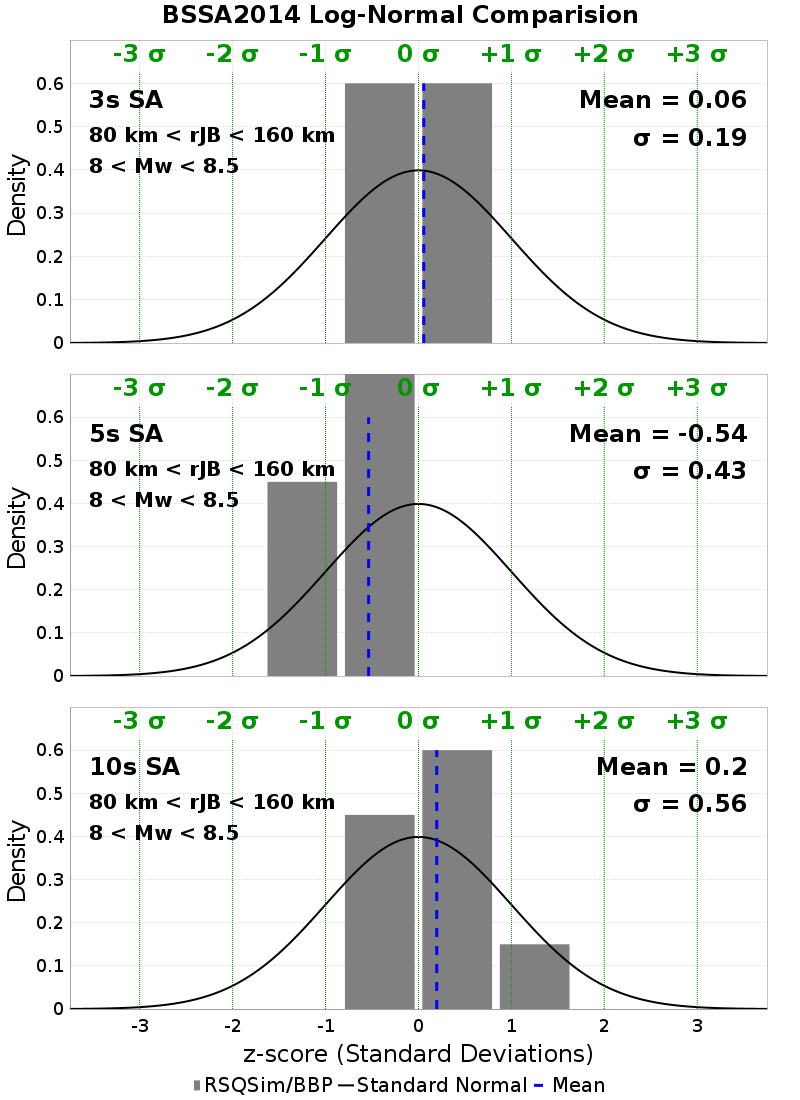 BSSA2014 Log-Normal Comparision
-3 σ -2 σ -1 σ 0 σ +1 σ +2 σ +3 σ
3s SA
80 km < rJB < 160 km
8 < Mw < 8.5
Mean = 0.06
σ = 0.19
Density
0.6
0.5
0.4
0.3
0.2
0.1
0
-3 σ -2 σ -1 σ 0 σ +1 σ +2 σ +3 σ
5s SA
80 km < rJB < 160 km
8 < Mw < 8.5
Mean = -0.54
σ = 0.43
Density
0.6
0.5
0.4
0.3
0.2
0.1
0
-3 σ -2 σ -1 σ 0 σ +1 σ +2 σ +3 σ
10s SA
80 km < rJB < 160 km
8 < Mw < 8.5
Mean = 0.2
σ = 0.56
Density
0.6
0.5
0.4
0.3
0.2
0.1
0
-3 -2 -1 0 1 2 3
z-score (Standard Deviations)
RSQSim/BBP Standard Normal Mean